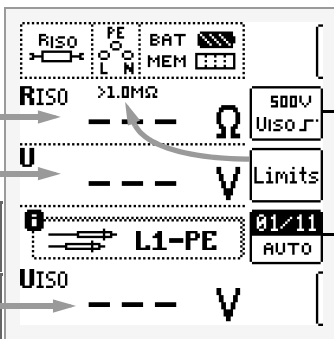 RISO PE BAT
L N MEM
RISO >1.0MΩ 500V
--- Ω UISO
U
--- V Limits
L1-PE 01/11
AUTO
UISO
--- V